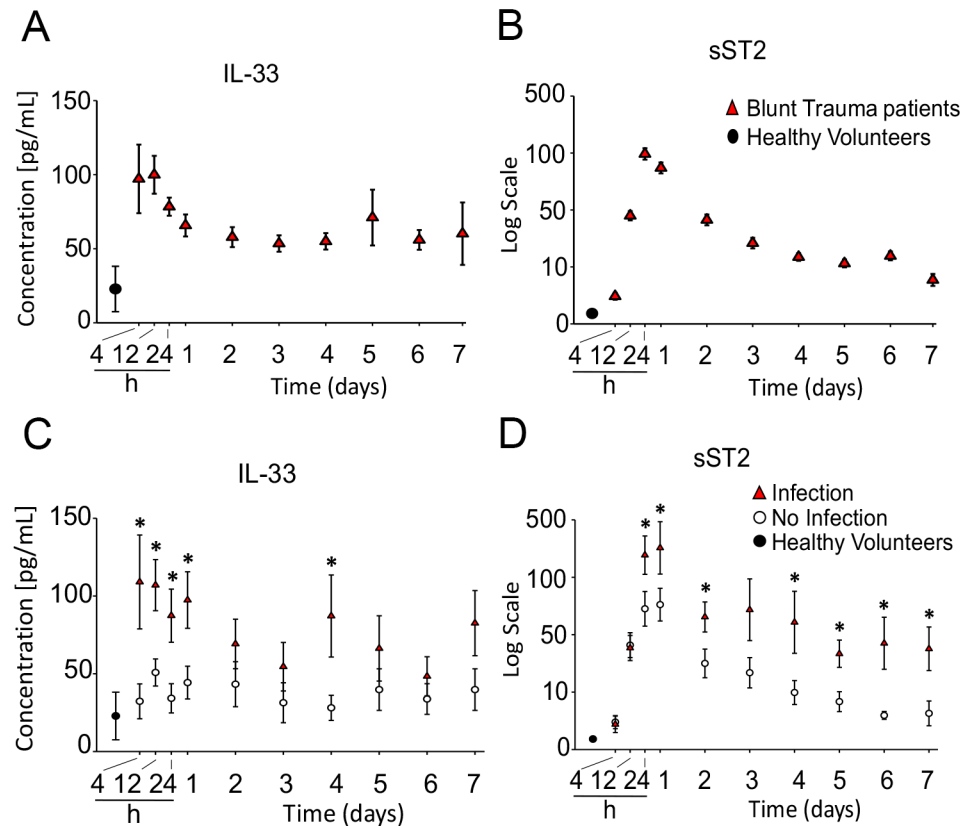 A
IL-33
Concentration [pg/mL]
150
100
50
0
4 12 24 1 2 3 4 5 6 7
h
Time (days)
B
sST2
Log Scale
500
100
50
10
0
Blunt Trauma patients
Healthy Volunteers
4 12 24 1 2 3 4 5 6 7
h
Time (days)
C
IL-33
Concentration [pg/mL]
150
100
50
0
* * * * *
4 12 24 1 2 3 4 5 6 7
h
Time (days)
D
sST2
Log Scale
500
100
50
10
0
Infection
No Infection
Healthy Volunteers
* * * * * * *
4 12 24 1 2 3 4 5 6 7
h
Time (days)